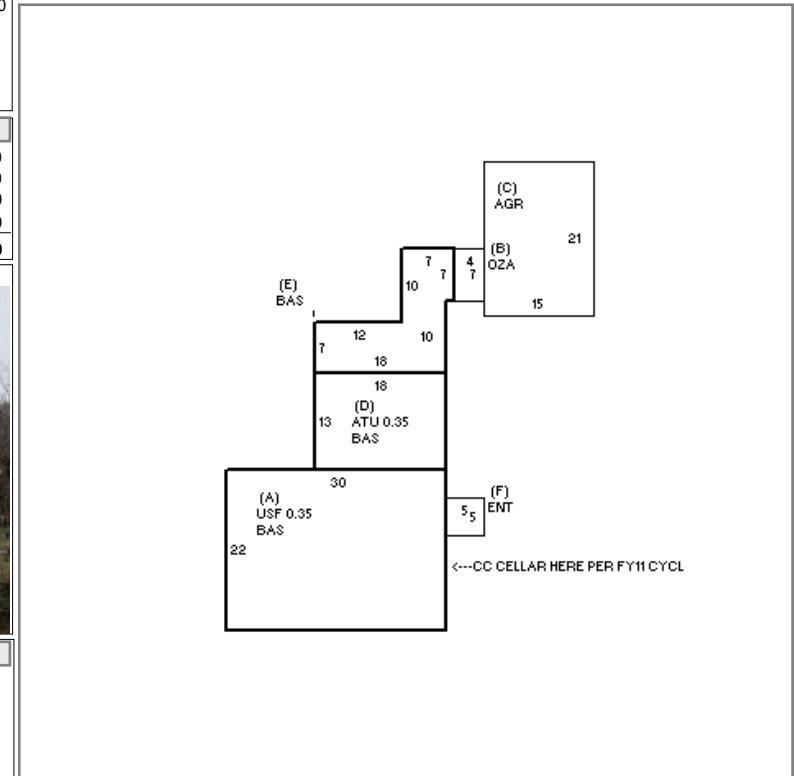 0
(C)
AGR
21
(B)
OZA
4
7
15
7
7
10
(E)
BAS
12
10
7
18
18
(D)
13
ATU 0.35
BAS
30
(A)
USF 0.35
BAS
22
(F)
ENT
5
5
<---CC CELLAR HERE PER FY11 CYCL